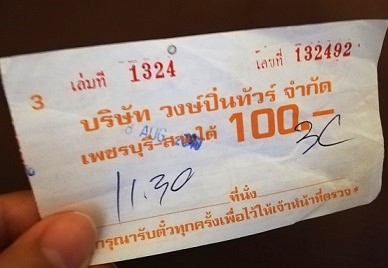 3 เล่มที่ 1324 เลขที่ 132492
บริษัท วงษ์ปิ่นทัวร์ จำกัด
8 AUG
เพชรบุรี-สายใต้ 100.-
11.30 3C
ที่นั่ง
กรุณารับตั๋วทุกครั้งเพื่อไว้ให้เจ้าหน้าที่ตรวจ